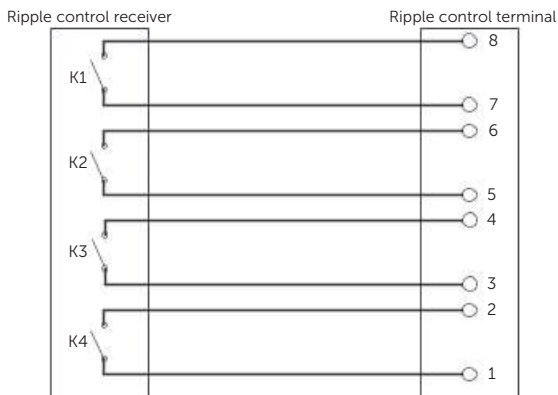 Ripple control receiver
Ripple control terminal
8
K1
7
6
K2
5
4
K3
3
2
K4
1